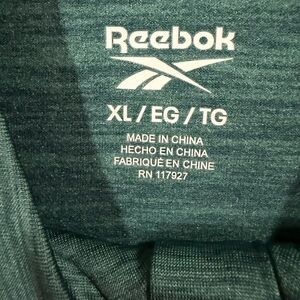 Reebok
XL / EG / TG
MADE IN CHINA
HECHO EN CHINA
FABRIQUÉ EN CHINE
RN 117927